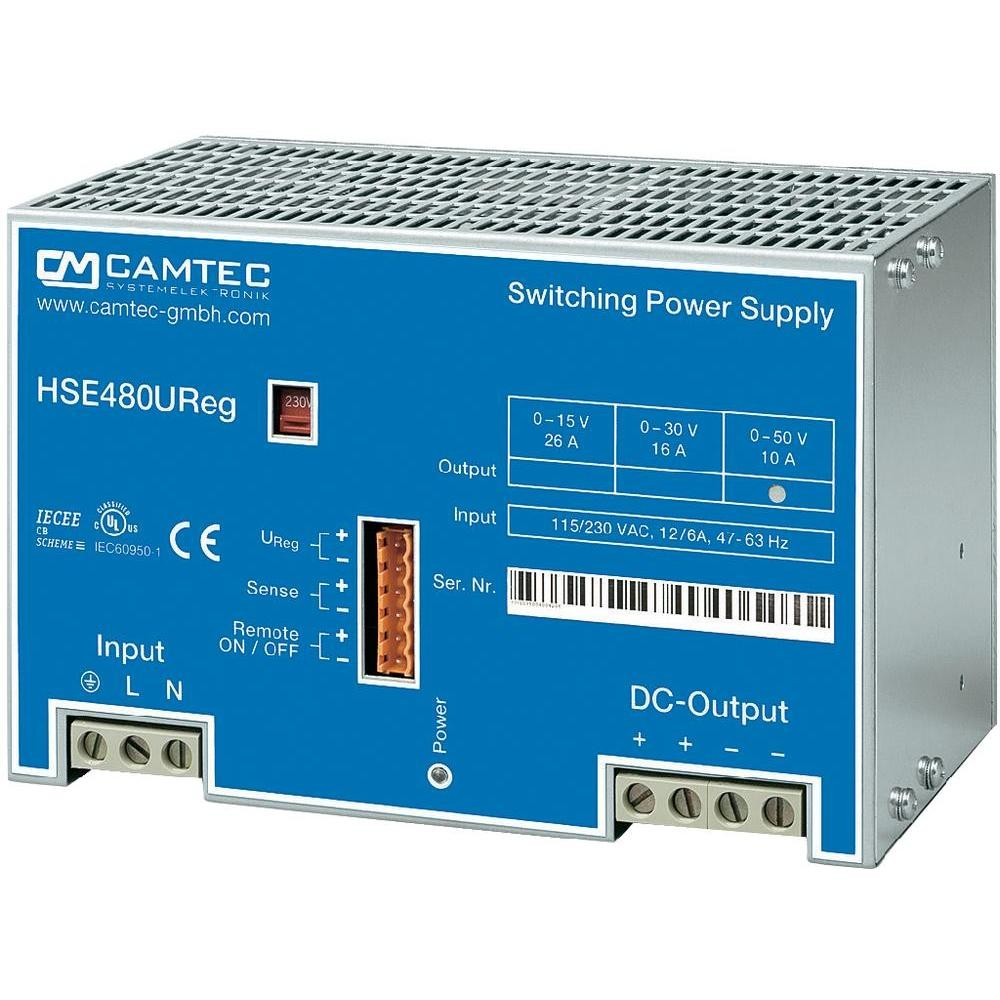 CM CAMTEC
SYSTEMELEKTRONIK
www.camtec-gmbh.com
Switching Power Supply
HSE480UReg
230V
0-15 V 0-30 V 0-50 V
26 A 16 A 10 A
Output
Input 115/230 VAC, 12/6A, 47-63 Hz
IECEE
CB
SCHEME
CLASSIFIED
C UL US
IEC60950-1
CE
UReg + -
Sense + -
Remote
ON / OFF + -
Ser. Nr.
Input
L N
Power
DC-Output
+ + - -